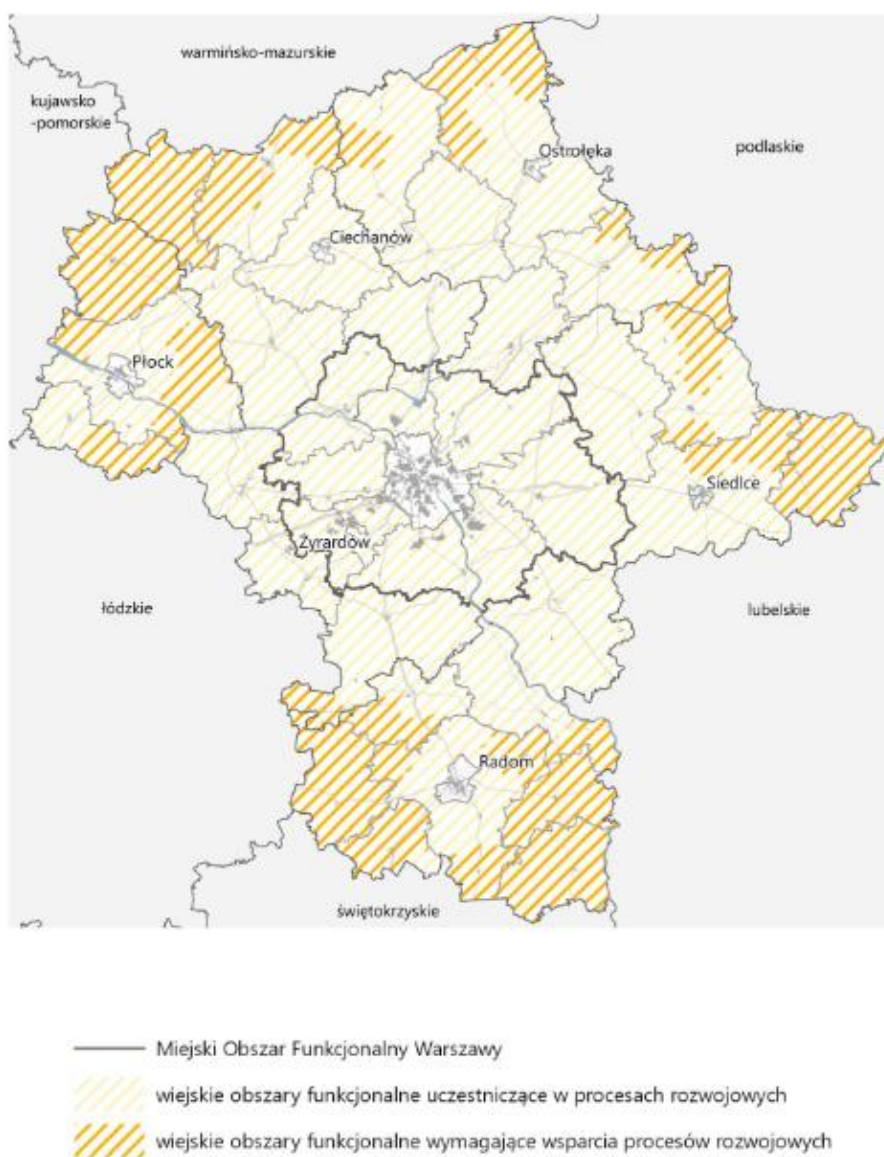 warmińsko-mazurskie
kujawsko
-pomorskie
Ostrołęka
podlaskie
Ciechanów
Płock
Siedlce
Żyrardów
łódzkie
lubelskie
Radom
świętokrzyskie
Miejski Obszar Funkcjonalny Warszawy
wiejskie obszary funkcjonalne uczestniczące w procesach rozwojowych
wiejskie obszary funkcjonalne wymagające wsparcia procesów rozwojowych